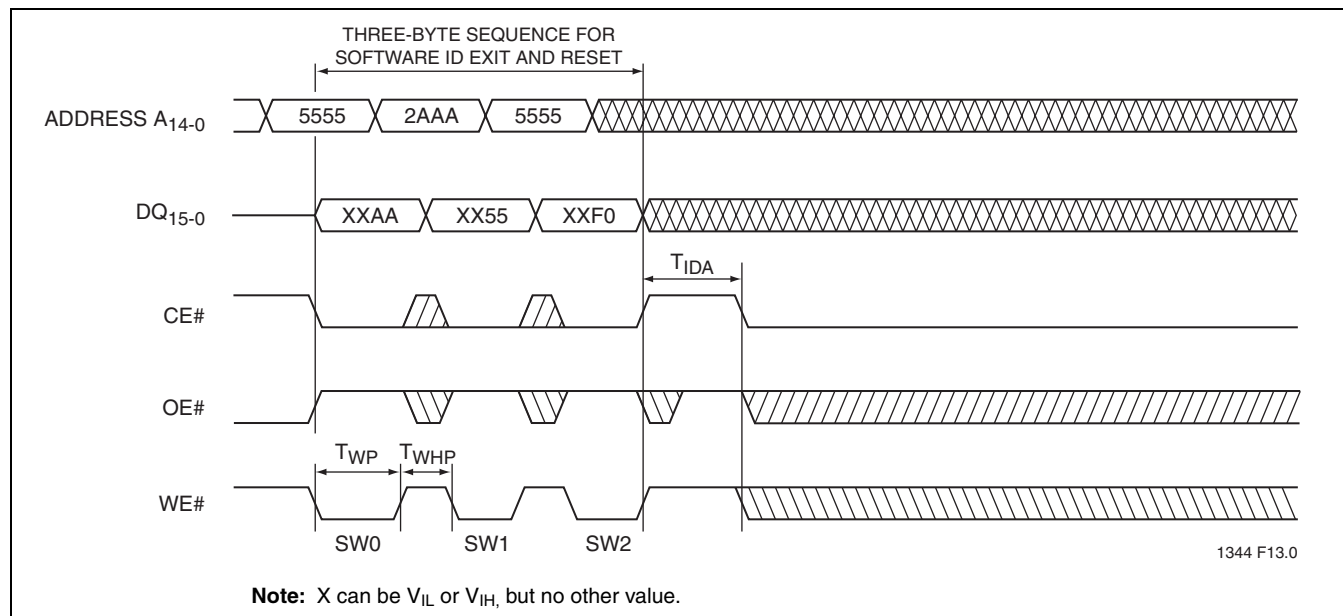 THREE-BYTE SEQUENCE FOR
SOFTWARE ID EXIT AND RESET
ADDRESS A14-0 5555 2AAA 5555
DQ15-0 XXAA XX55 XXF0
TIDA
CE#
OE#
TWP TWHP
WE#
SW0 SW1 SW2
1344 F13.0
Note: X can be VIL or VIH, but no other value.